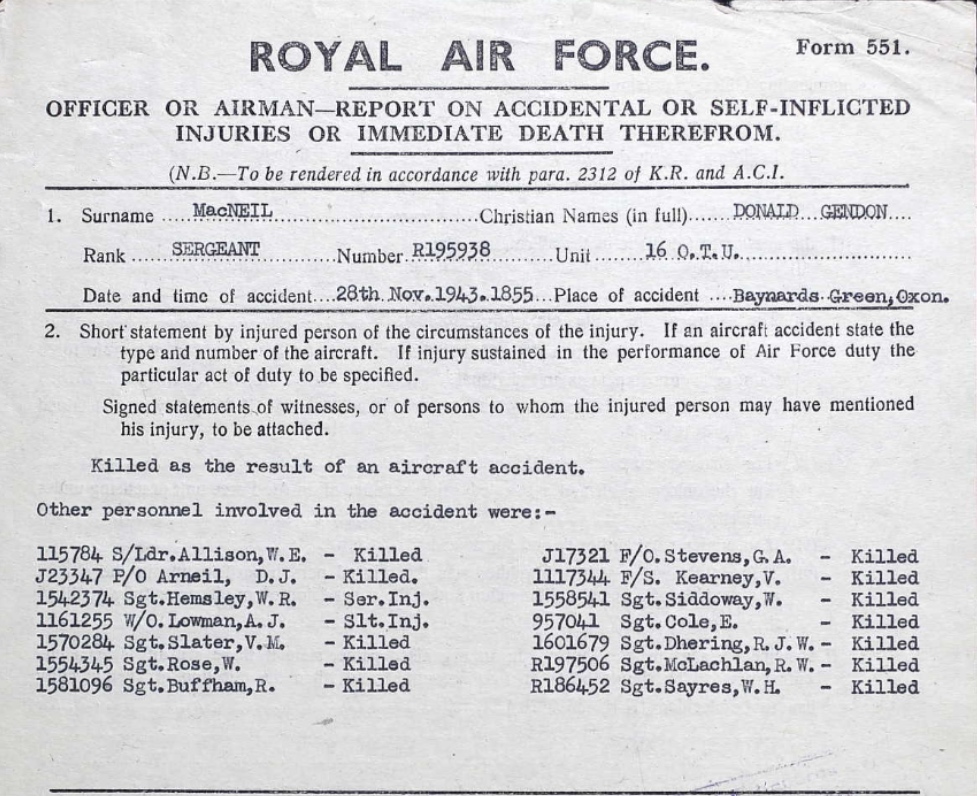 ROYAL AIR FORCE. Form 551.
OFFICER OR AIRMAN—REPORT ON ACCIDENTAL OR SELF-INFLICTED
INJURIES OR IMMEDIATE DEATH THEREFROM.
(N.B.—To be rendered in accordance with para. 2312 of K.R. and A.C.I.
1. Surname .....MacNEIL.....Christian Names (in full).......DONALD...GENDON....
Rank .....SERGEANT.....Number R195938.....Unit.......16 O.T.U.....
Date and time of accident....28th Nov.1943.1855...Place of accident ....Baynards Green,Oxon.
2. Short statement by injured person of the circumstances of the injury. If an aircraft accident state the
type and number of the aircraft. If injury sustained in the performance of Air Force duty the
particular act of duty to be specified.
Signed statements of witnesses, or of persons to whom the injured person may have mentioned
his injury, to be attached.
Killed as the result of an aircraft accident.
Other personnel involved in the accident were:-
115784 S/Ldr.Allison,W.E. - Killed J17321 F/O.Stevens,G.A. - Killed
J23347 P/O Arneil, D.J. - Killed. 1117344 F/S. Kearney,V. - Killed
1542374 Sgt.Hemsley,W.R. - Ser.Inj. 1558541 Sgt.Siddoway,W. - Killed
1161255 W/O.Lowman,A.J. - Slt.Inj. 957041 Sgt.Cole,E. - Killed
1570284 Sgt.Slater,V.M. - Killed 1601679 Sgt.Dhering,R.J.W.- Killed
1554345 Sgt.Rose,W. - Killed R197506 Sgt.McLachlan,R.W.- Killed
1581096 Sgt.Buffham,R. - Killed R186452 Sgt.Sayres,W.H. - Killed